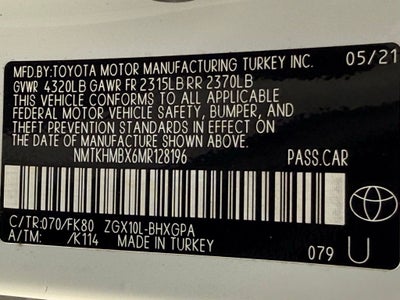 MFD.BY:TOYOTA MOTOR MANUFACTURING TURKEY INC. 05/21
GVWR 4320LB GAWR FR 2315LB RR 2370LB
THIS VEHICLE CONFORMS TO ALL APPLICABLE
FEDERAL MOTOR VEHICLE SAFETY, BUMPER, AND
THEFT PREVENTION STANDARDS IN EFFECT ON
THE DATE OF MANUFACTURE SHOWN ABOVE.
NMTKHMBX6MR128196 PASS.CAR
C/TR:070/FK80 ZGX10L-BHXGPA
A/TM: /K114 MADE IN TURKEY 079 U